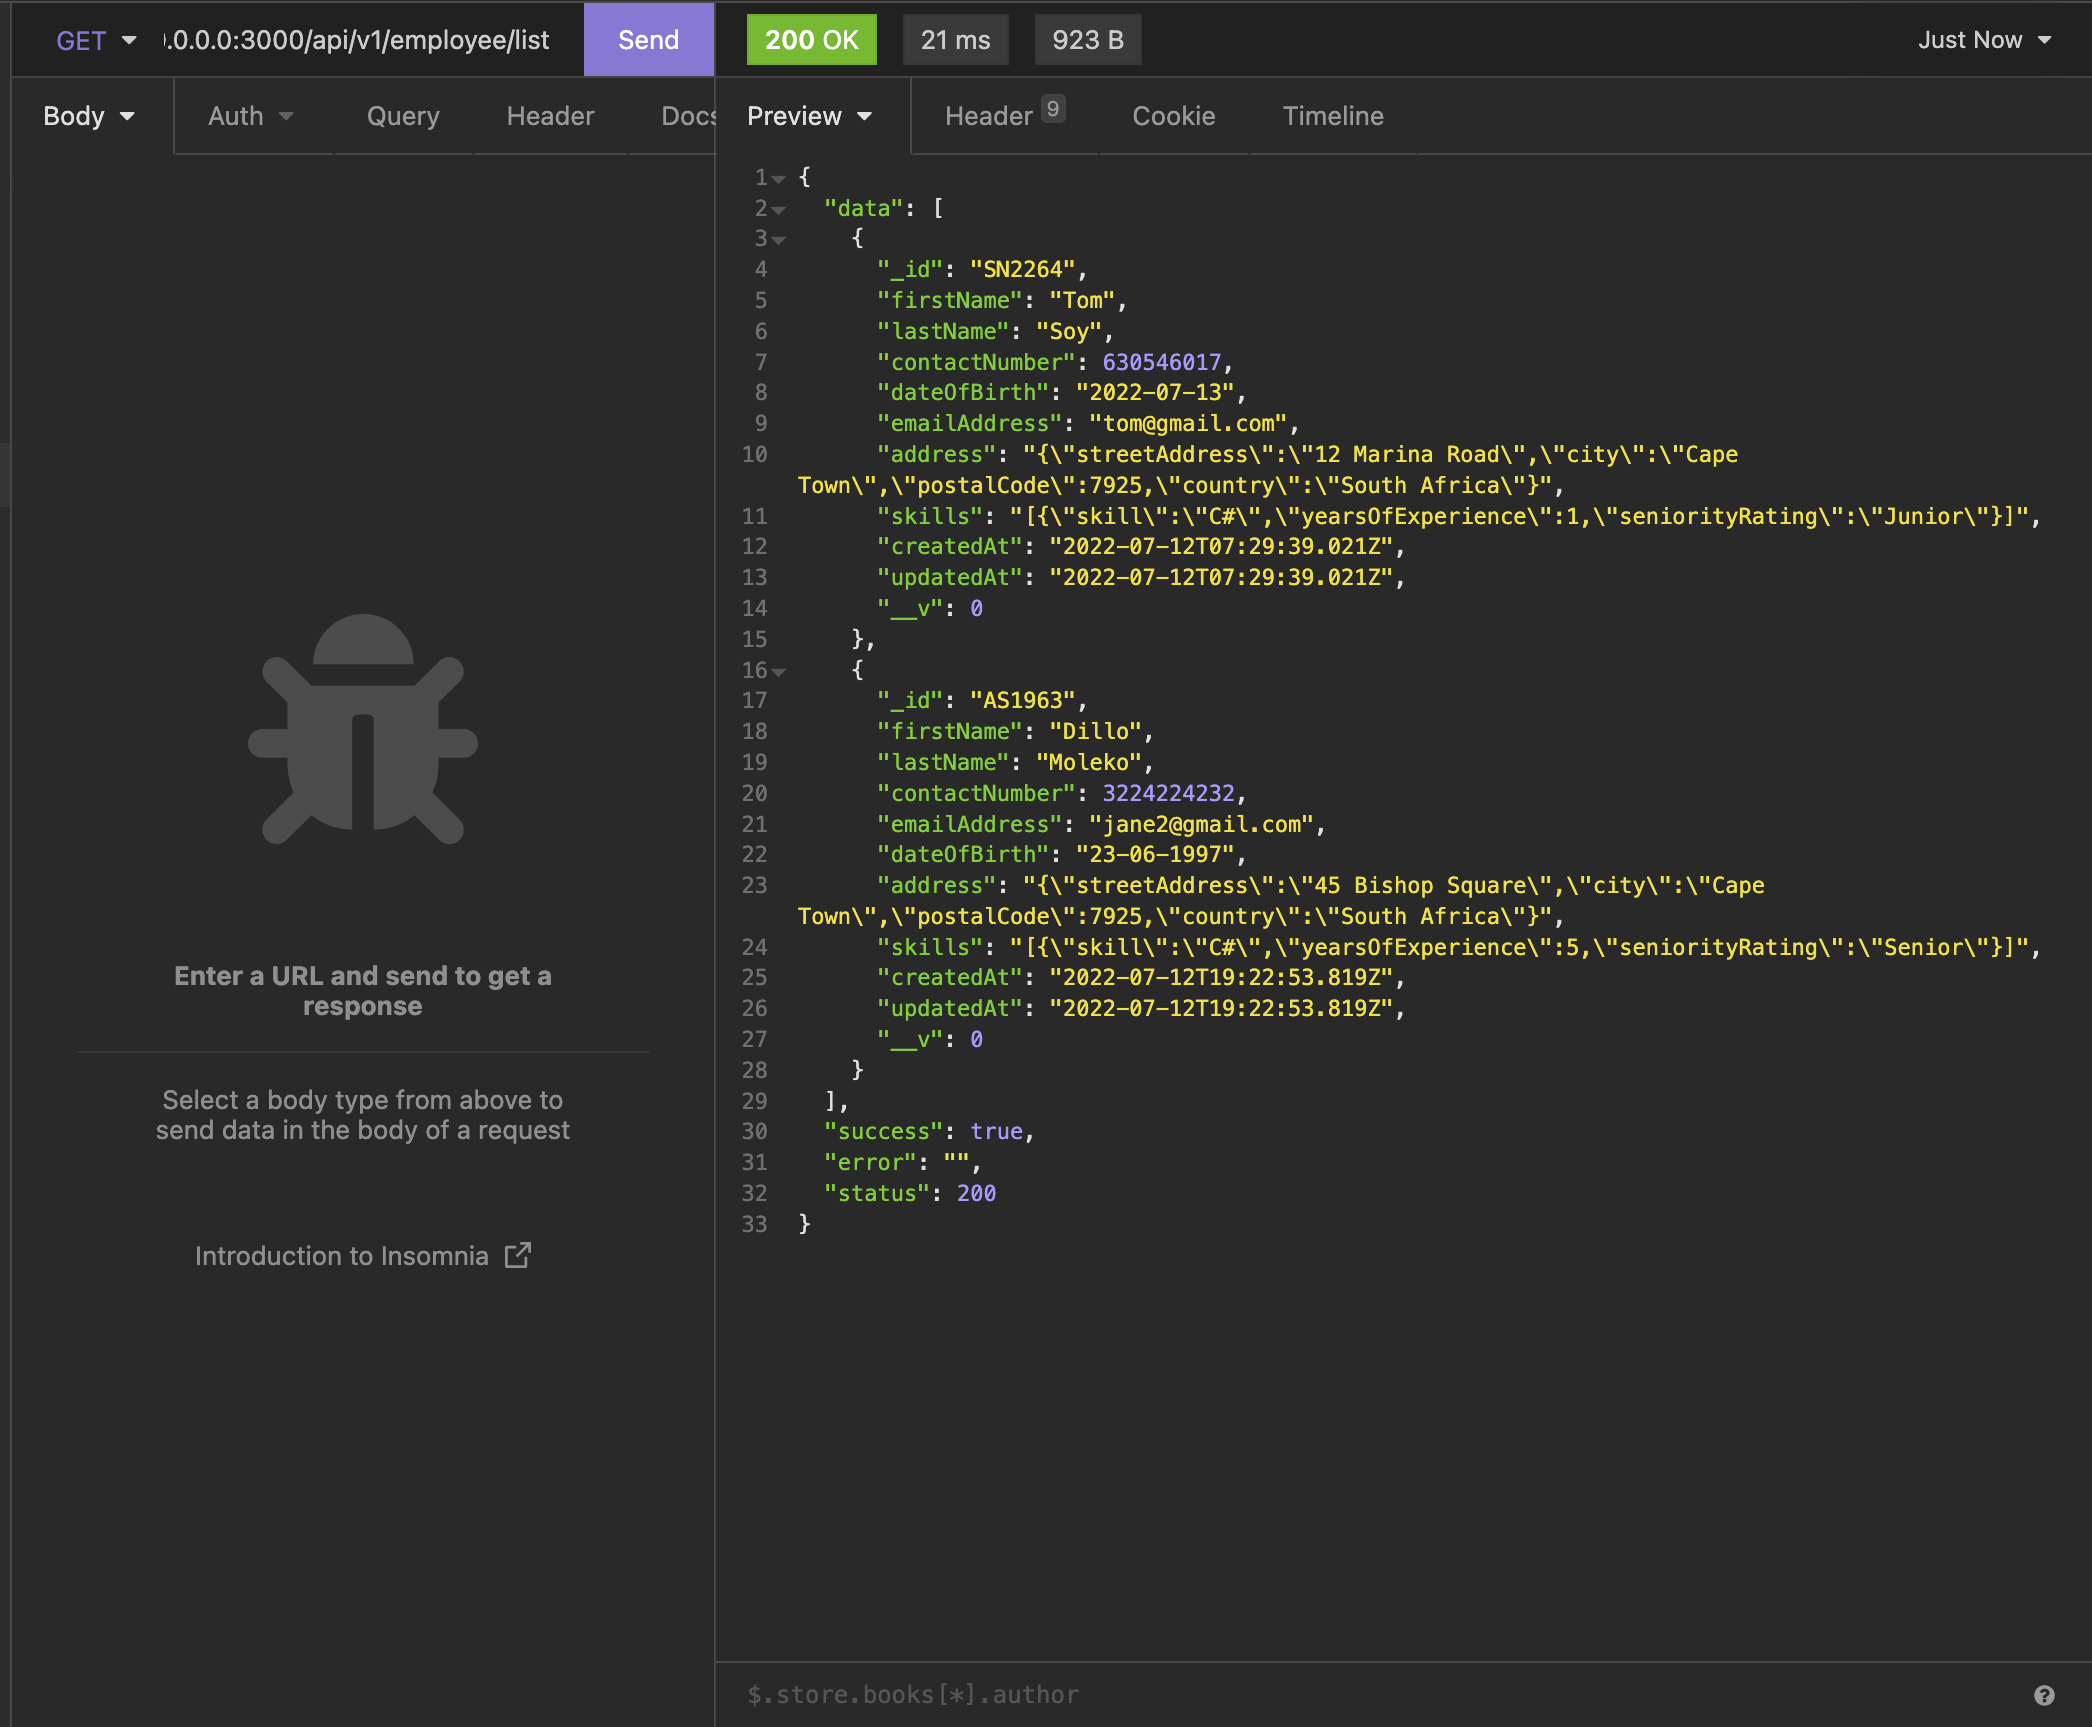 GET .0.0.0:3000/api/v1/employee/list Send 200 OK 21 ms 923 B Just Now
Body Auth Query Header Docs
Preview Header 9 Cookie Timeline
Enter a URL and send to get a
response
Select a body type from above to
send data in the body of a request
Introduction to Insomnia
1 {
2 "data": [
3 {
4 "_id": "SN2264",
5 "firstName": "Tom",
6 "lastName": "Soy",
7 "contactNumber": 630546017,
8 "dateOfBirth": "2022-07-13",
9 "emailAddress": "tom@gmail.com",
10 "address": "{\"streetAddress\":\"12 Marina Road\",\"city\":\"Cape
Town\",\"postalCode\":7925,\"country\":\"South Africa\"}",
11 "skills": "[{\"skill\":\"C#\",\"yearsOfExperience\":1,\"seniorityRating\":\"Junior\"}]",
12 "createdAt": "2022-07-12T07:29:39.021Z",
13 "updatedAt": "2022-07-12T07:29:39.021Z",
14 "__v": 0
15 },
16 {
17 "_id": "AS1963",
18 "firstName": "Dillo",
19 "lastName": "Moleko",
20 "contactNumber": 3224224232,
21 "emailAddress": "jane2@gmail.com",
22 "dateOfBirth": "23-06-1997",
23 "address": "{\"streetAddress\":\"45 Bishop Square\",\"city\":\"Cape
Town\",\"postalCode\":7925,\"country\":\"South Africa\"}",
24 "skills": "[{\"skill\":\"C#\",\"yearsOfExperience\":5,\"seniorityRating\":\"Senior\"}]",
25 "createdAt": "2022-07-12T19:22:53.819Z",
26 "updatedAt": "2022-07-12T19:22:53.819Z",
27 "__v": 0
28 }
29 ],
30 "success": true,
31 "error": "",
32 "status": 200
33 }
$.store.books[*].author ?